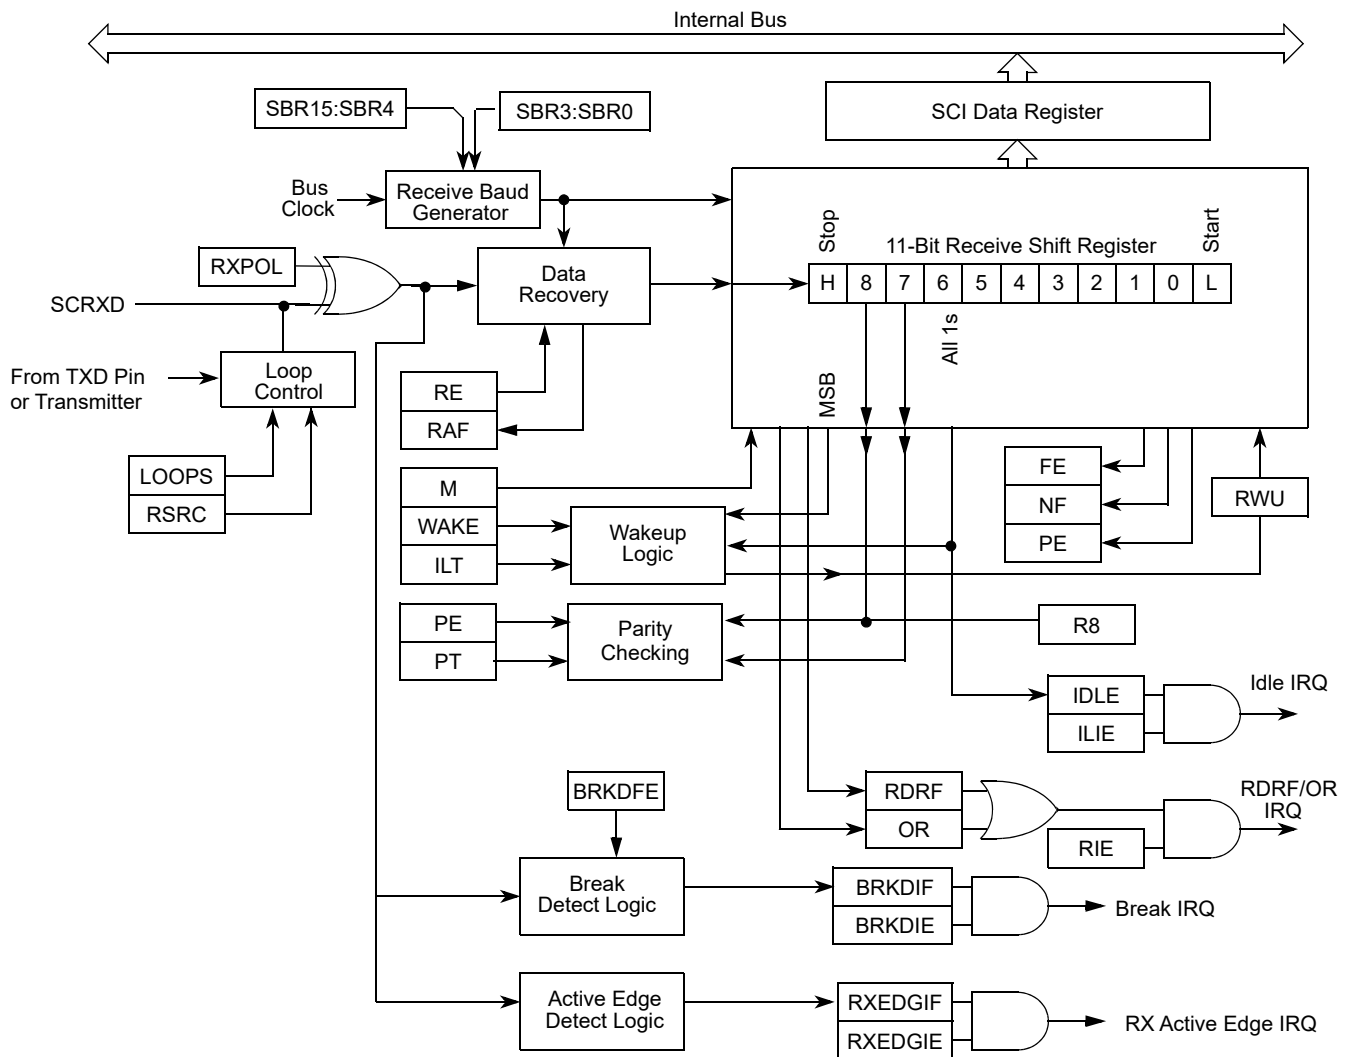 Internal Bus
SBR15:SBR4
SBR3:SBR0
SCI Data Register
Bus
Clock
Receive Baud
Generator
Stop
11-Bit Receive Shift Register
Start
RXPOL
SCRXD
Data
Recovery
H 8 7 6 5 4 3 2 1 0 L
All 1s
From TXD Pin
or Transmitter
Loop
Control
RE
RAF
MSB
LOOPS
RSRC
M
WAKE
ILT
Wakeup
Logic
FE
NF
PE
RWU
PE
PT
Parity
Checking
R8
IDLE
ILIE
Idle IRQ
BRKDFE
RDRF
OR
RIE
RDRF/OR
IRQ
Break
Detect Logic
BRKDIF
BRKDIE
Break IRQ
Active Edge
Detect Logic
RXEDGIF
RXEDGIE
RX Active Edge IRQ